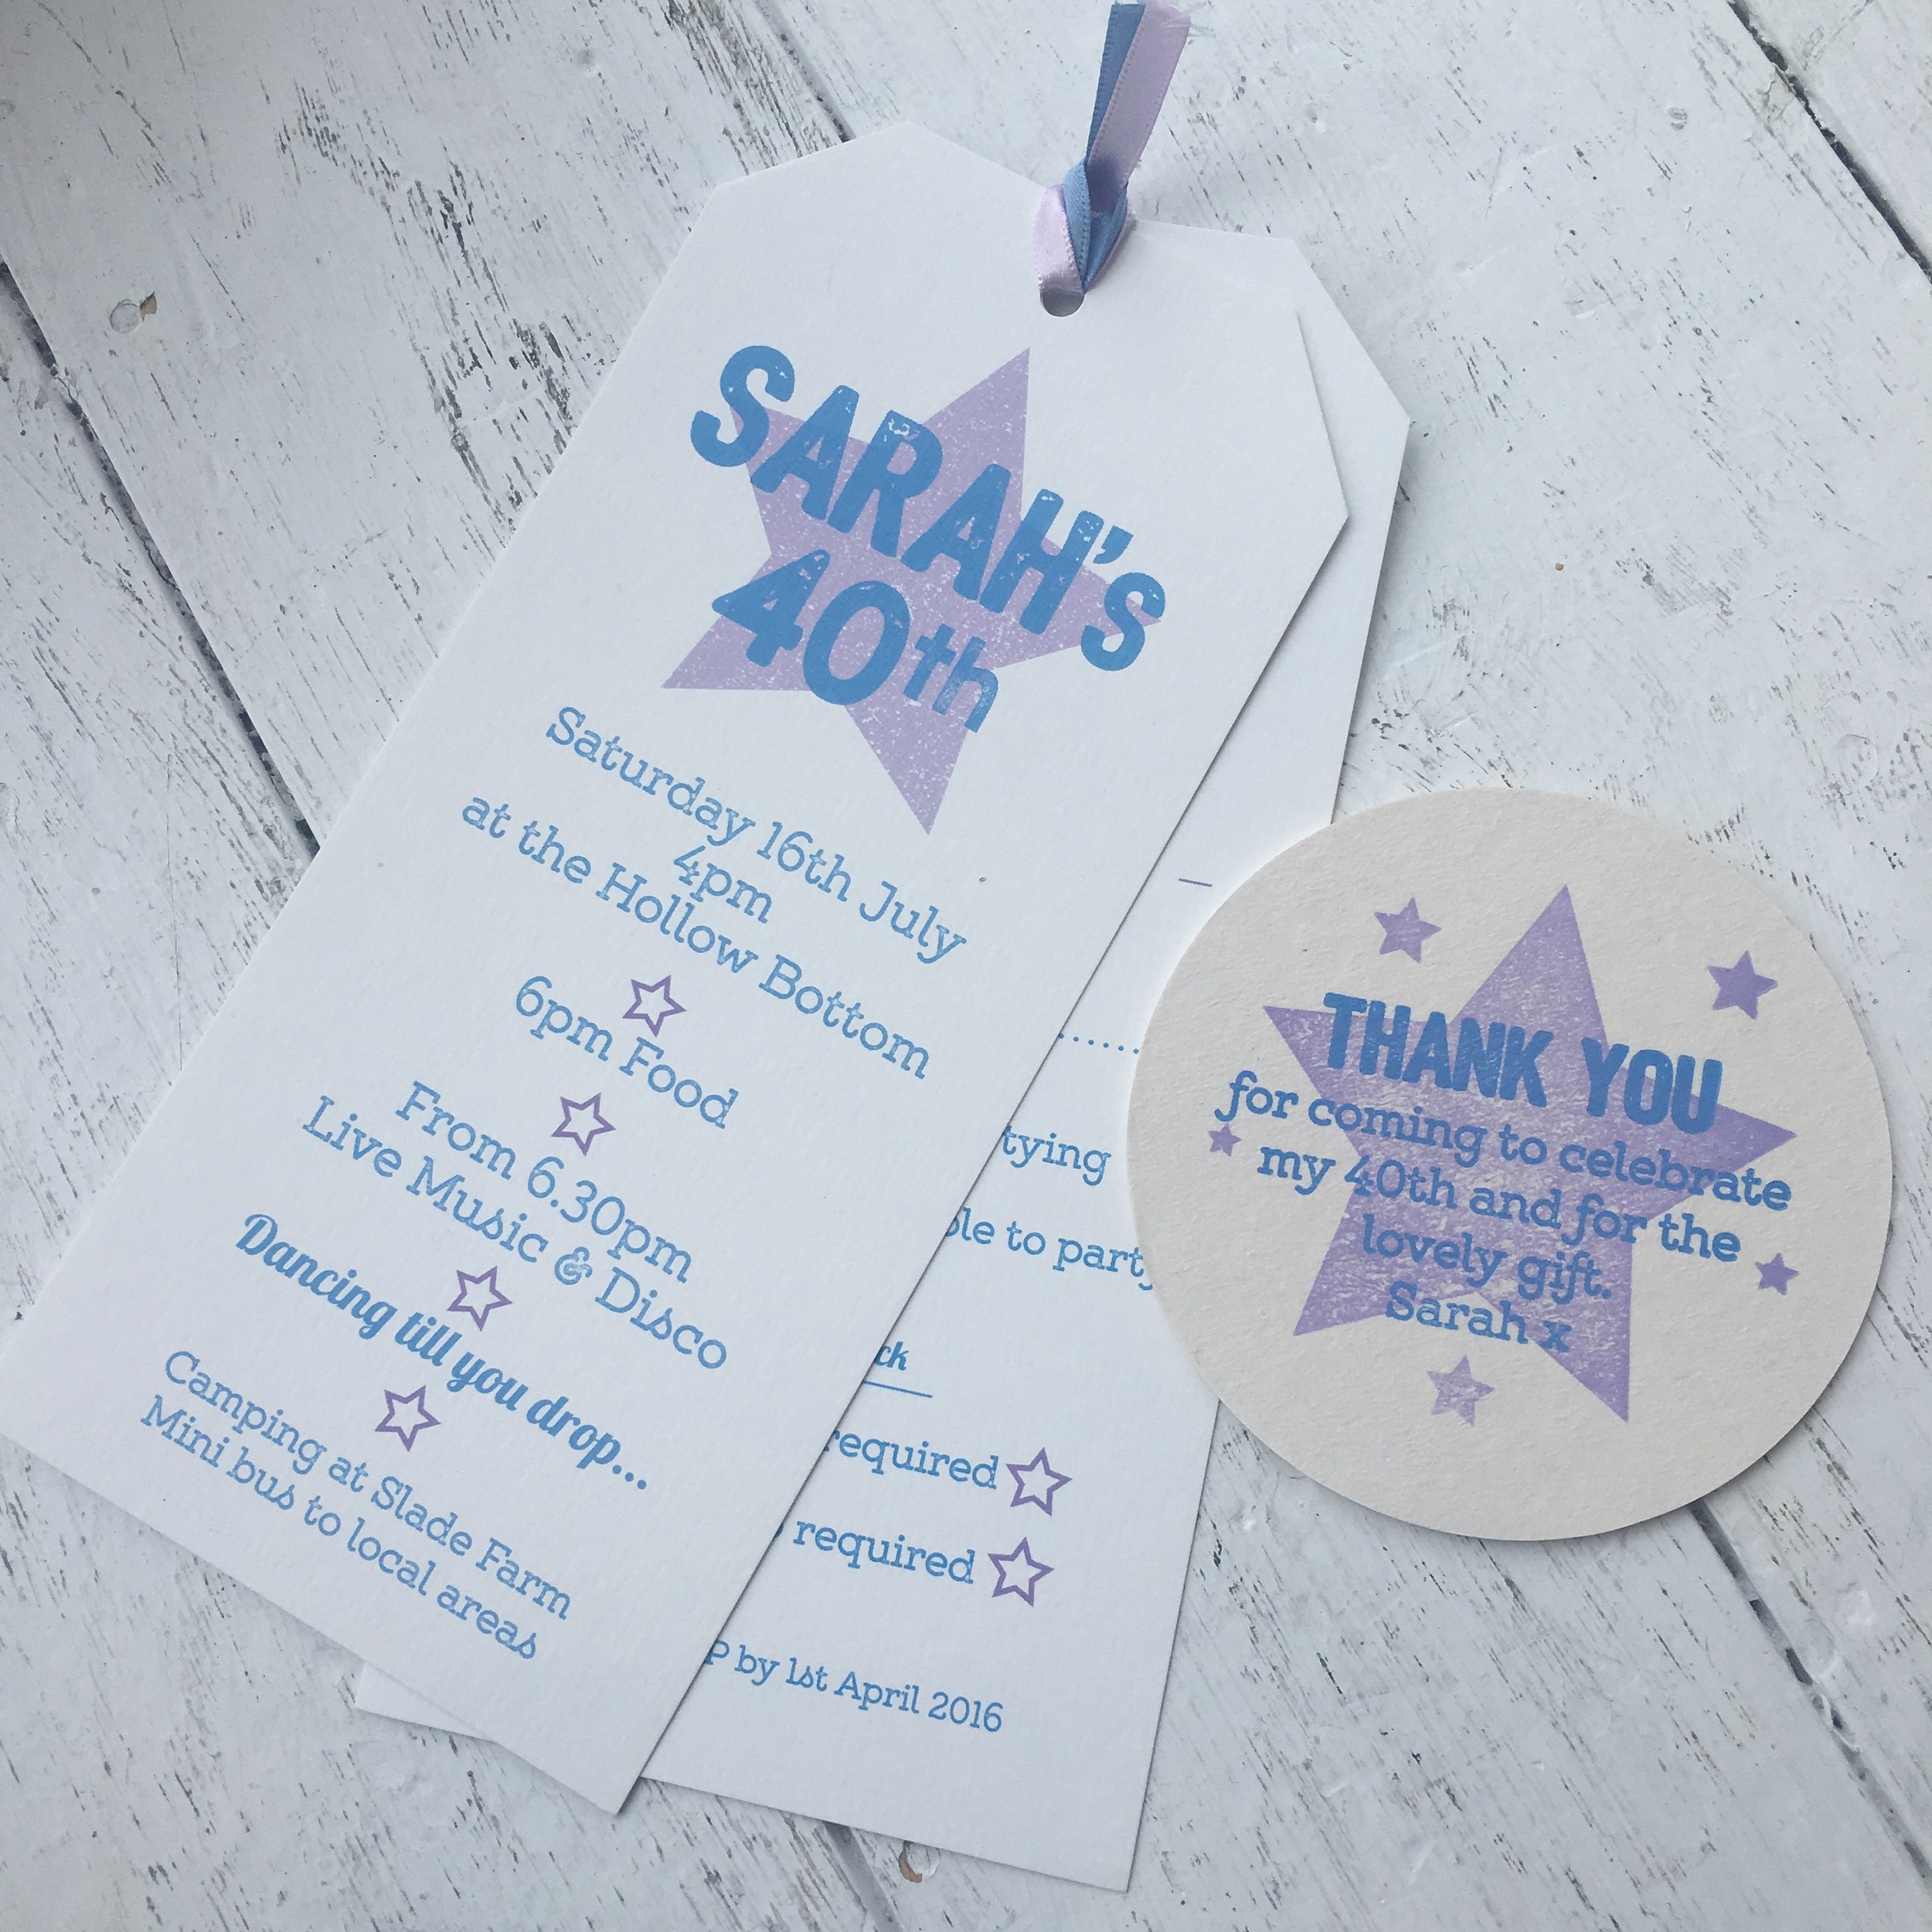 SARAH'S
40th
Saturday 16th July
4pm
at the Hollow Bottom
6pm Food
From 6.30pm
Live Music & Disco
Dancing till you drop...
Camping at Slade Farm
Mini bus to local areas
to party
required
required
by 1st April 2016
THANK YOU
for coming to celebrate
my 40th and for the
lovely gift.
Sarah x